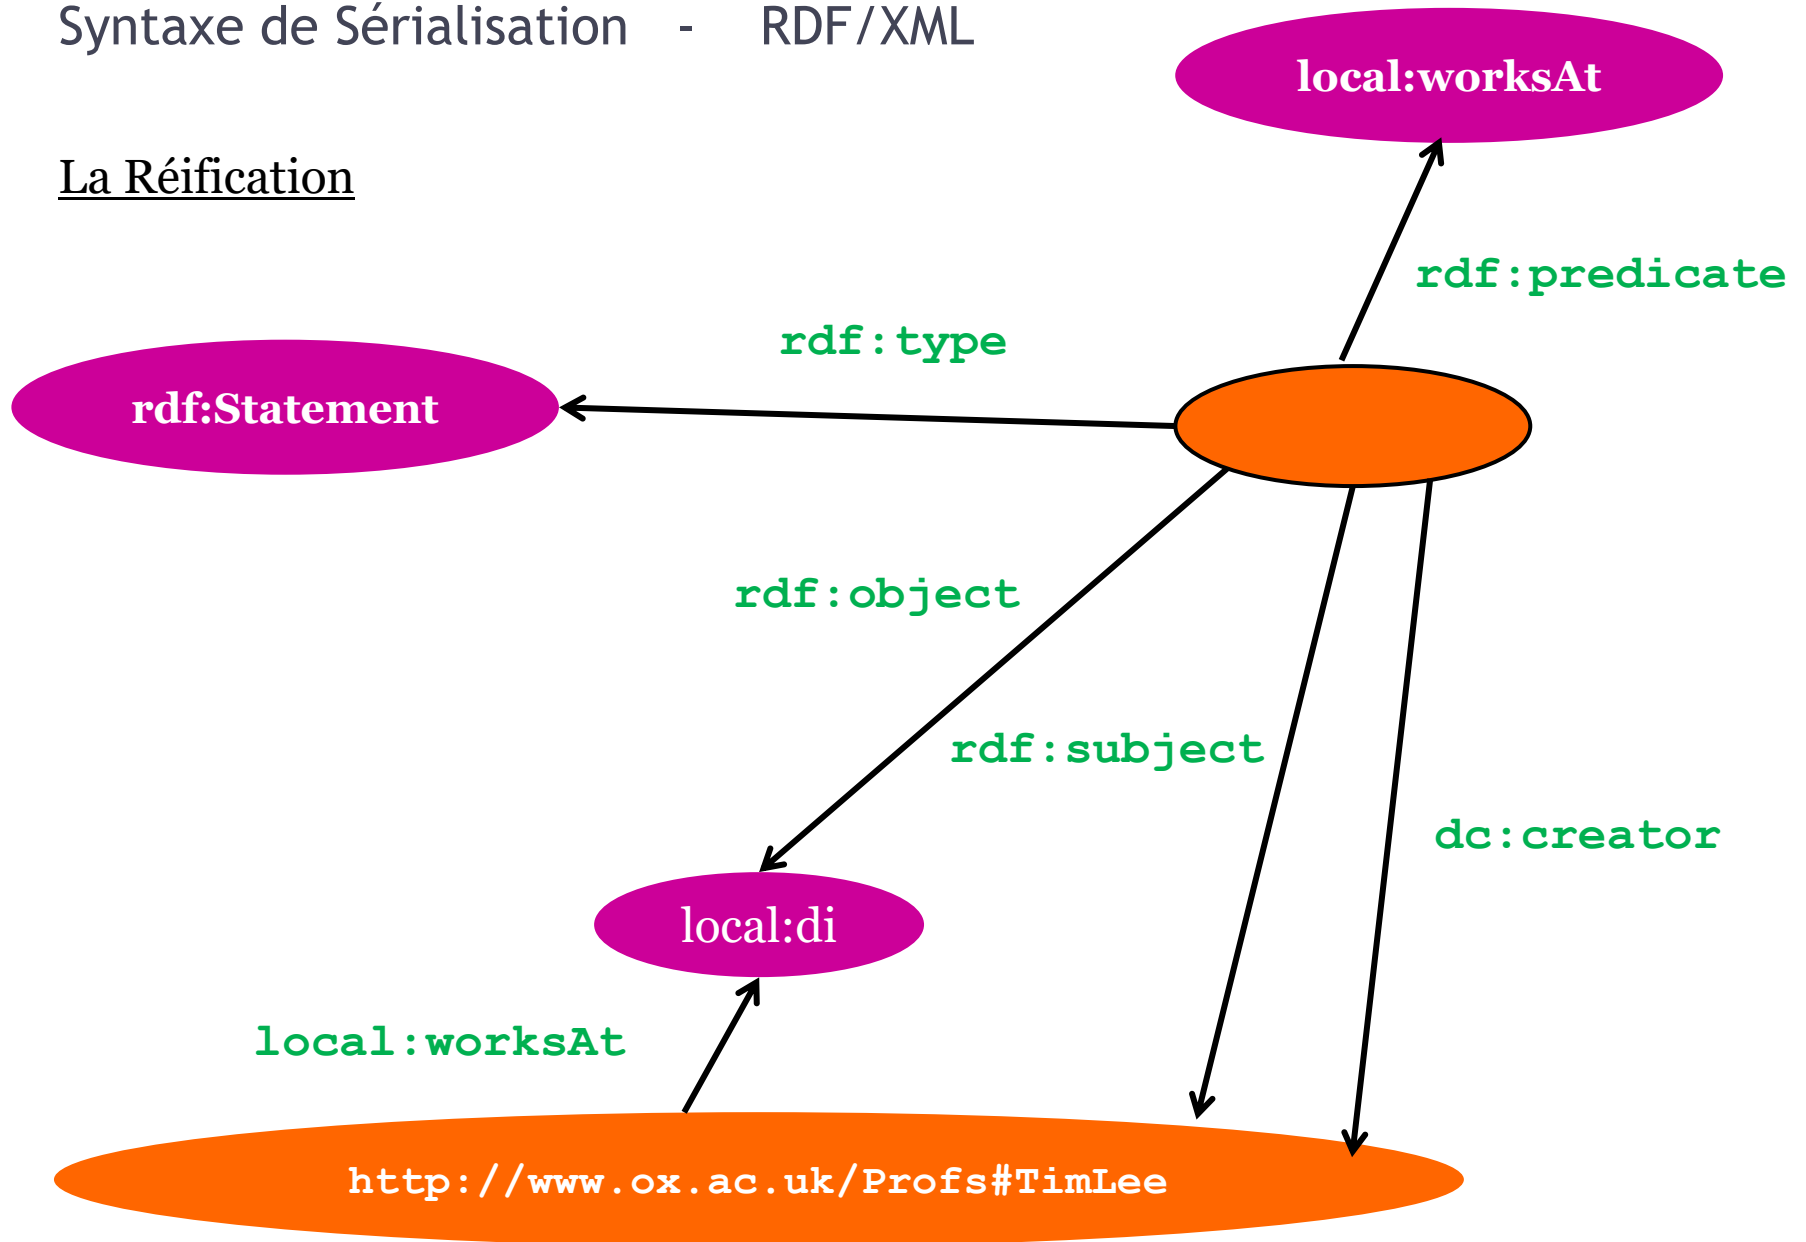 Syntaxe de Sérialisation - RDF/XML
local:worksAt
La Réification
rdf:predicate
rdf:type
rdf:Statement
rdf:object
rdf:subject
dc:creator
local:di
local:worksAt
http://www.ox.ac.uk/Profs#TimLee